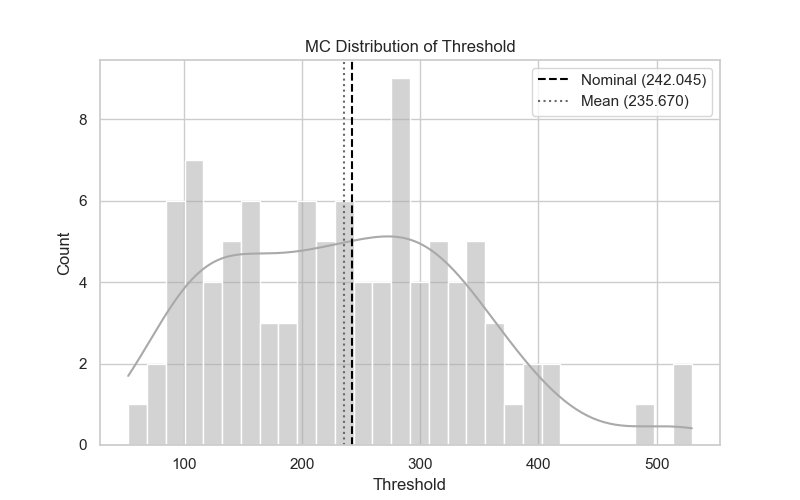 MC Distribution of Threshold
Nominal (242.045)
Mean (235.670)
Count
8
6
4
2
0
100
200
300
400
500
Threshold